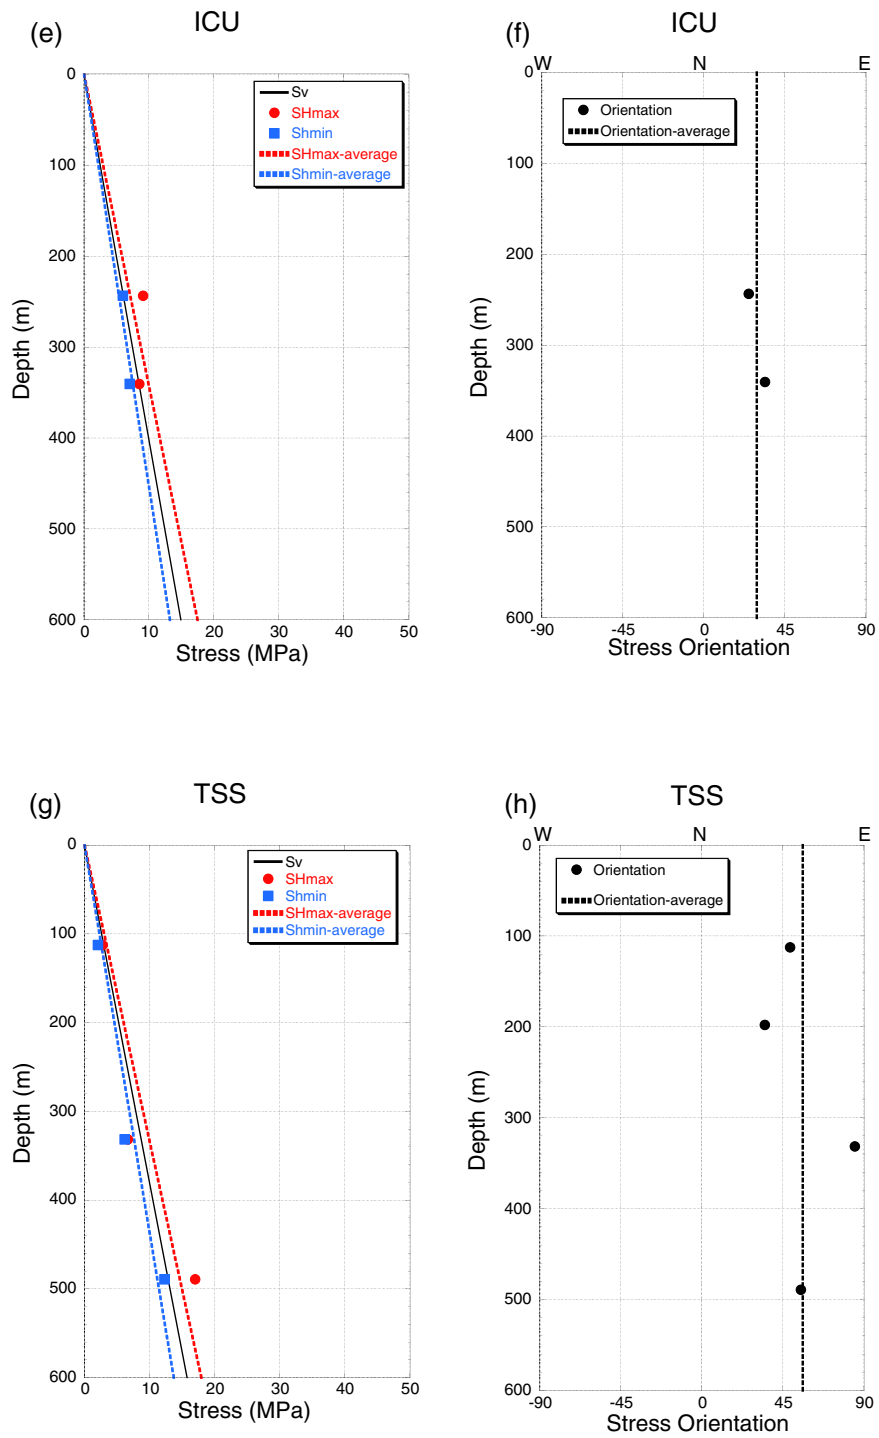 (e)
ICU
0
100
200
300
400
500
600
Depth (m)
Sv
SHmax
Shmin
SHmax-average
Shmin-average
0 10 20 30 40 50
Stress (MPa)
(f)
ICU
W N E
0
100
200
300
400
500
600
Depth (m)
Orientation
Orientation-average
-90 -45 0 45 90
Stress Orientation
(g)
TSS
0
100
200
300
400
500
600
Depth (m)
Sv
SHmax
Shmin
SHmax-average
Shmin-average
0 10 20 30 40 50
Stress (MPa)
(h)
TSS
W N E
0
100
200
300
400
500
600
Depth (m)
Orientation
Orientation-average
-90 -45 0 45 90
Stress Orientation